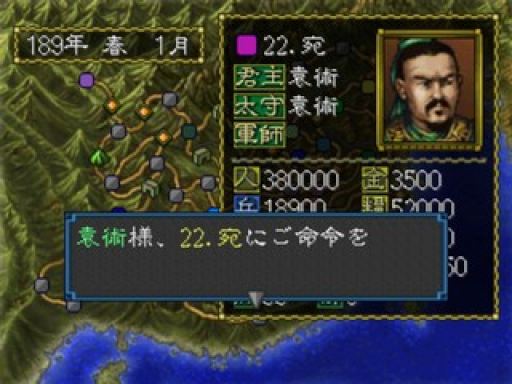 189年 春 1月
22.宛
君主 袁術
太守 袁術
軍師
人 380000 金 3500
兵 18900 糧 52000
袁術様、22.宛にご命令を